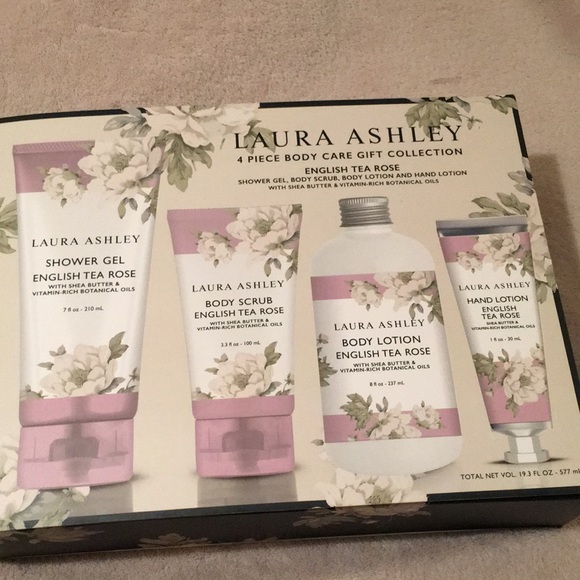 LAURA ASHLEY
4 PIECE BODY CARE GIFT COLLECTION
ENGLISH TEA ROSE
SHOWER GEL, BODY SCRUB, BODY LOTION AND HAND LOTION
WITH SHEA BUTTER & VITAMIN-RICH BOTANICAL OILS
LAURA ASHLEY
SHOWER GEL
ENGLISH TEA ROSE
WITH SHEA BUTTER &
VITAMIN-RICH BOTANICAL OILS
7 fl oz - 210 mL
LAURA ASHLEY
BODY SCRUB
ENGLISH TEA ROSE
WITH SHEA BUTTER &
VITAMIN-RICH BOTANICAL OILS
3.3 fl oz - 100 mL
LAURA ASHLEY
BODY LOTION
ENGLISH TEA ROSE
WITH SHEA BUTTER &
VITAMIN-RICH BOTANICAL OILS
8 fl oz - 237 mL
LAURA ASHLEY
HAND LOTION
ENGLISH
TEA ROSE
SHEA BUTTER &
VITAMIN-RICH BOTANICAL OILS
1 fl oz - 30 mL
TOTAL NET VOL. 19.3 FL OZ - 577 mL